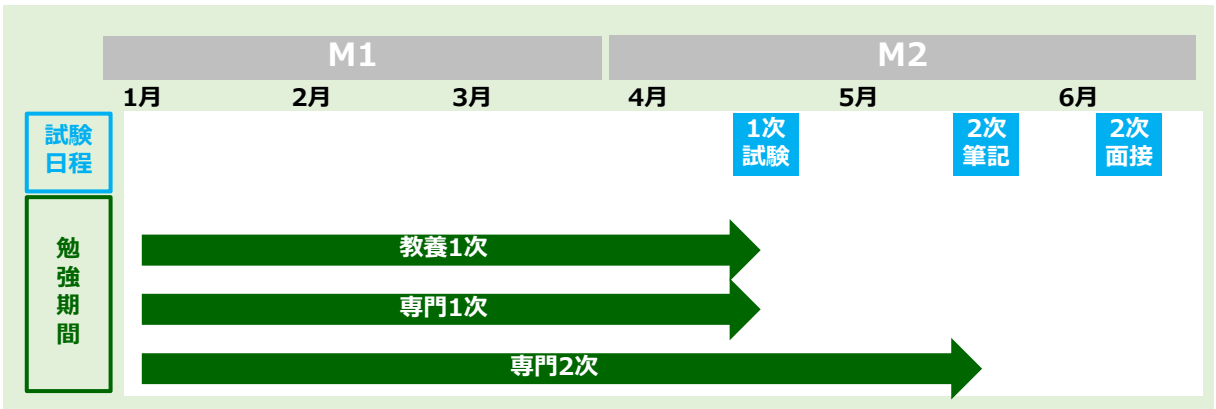 M1 M2
1月 2月 3月 4月 5月 6月
試験
日程
1次
試験
2次
筆記
2次
面接
勉
強
期
間
教養1次
専門1次
専門2次